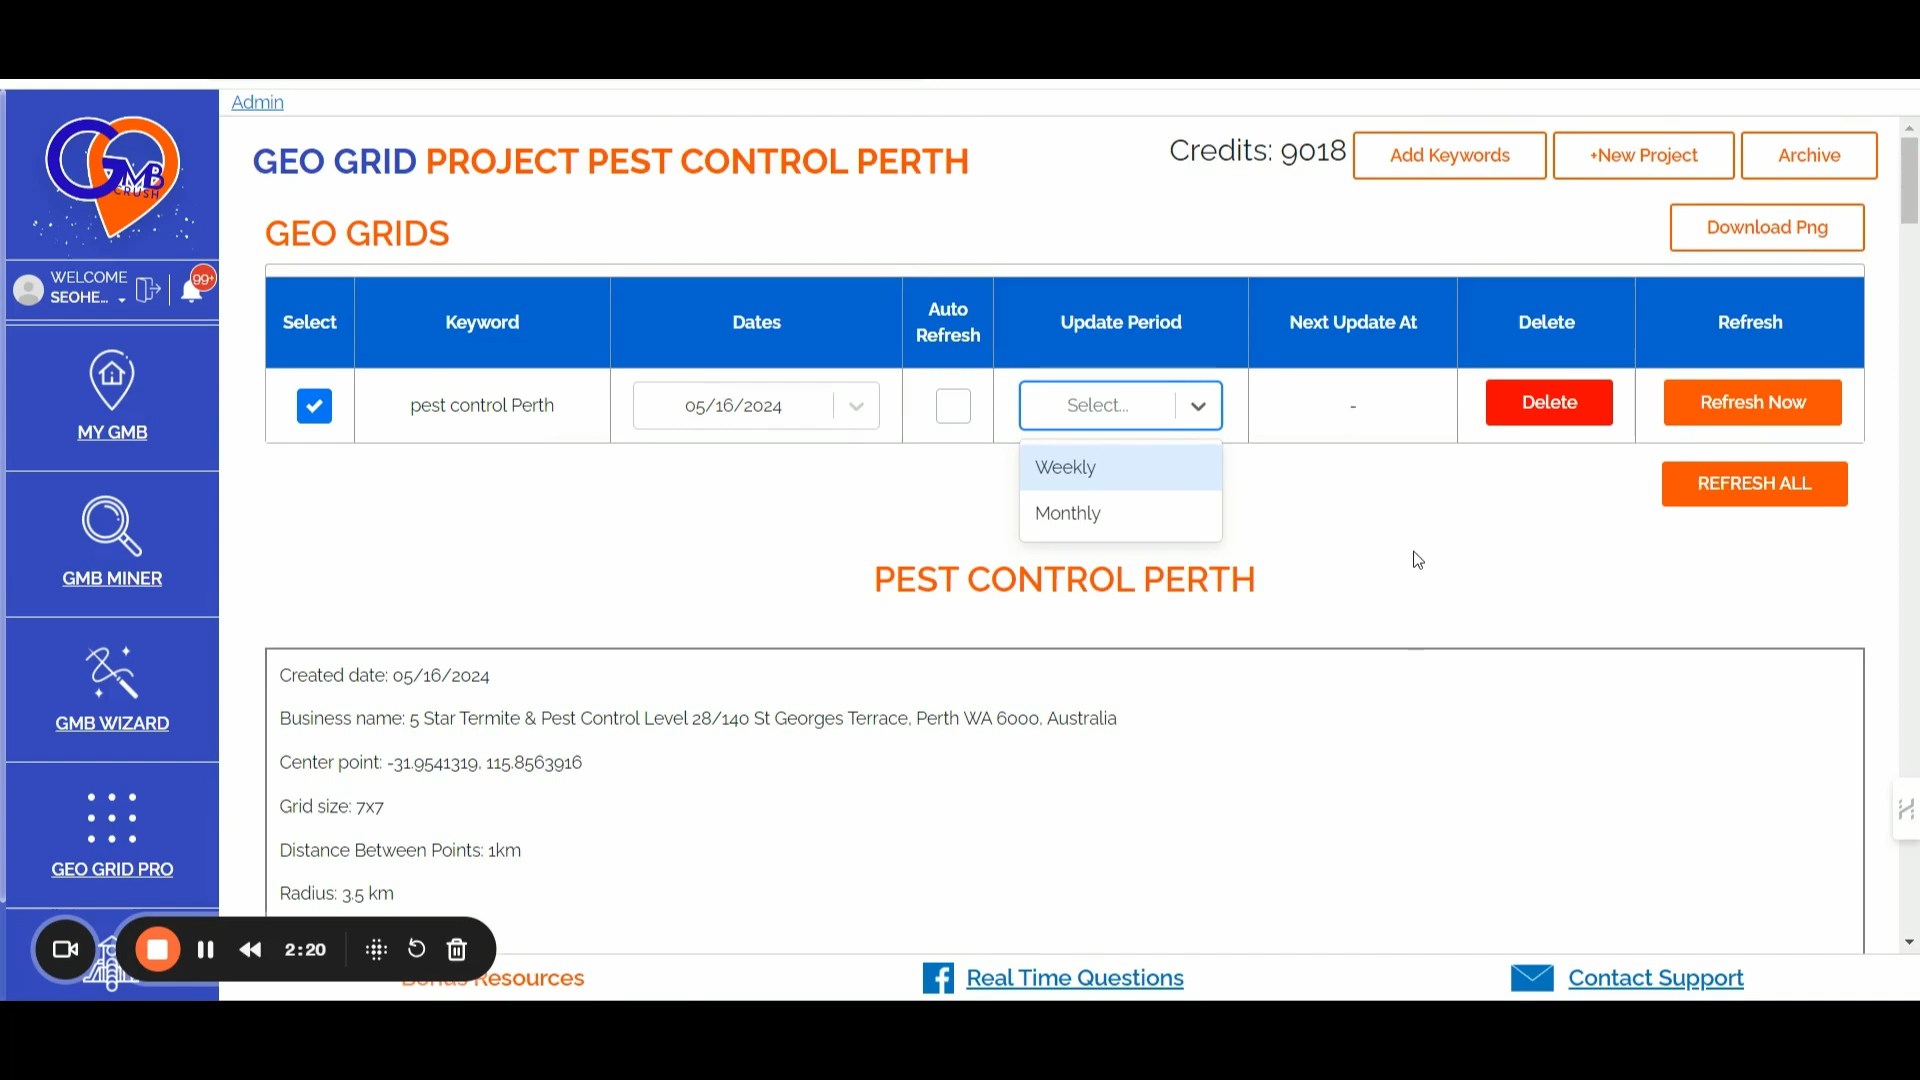 Admin
GMB
CRUSH
GEO GRID PROJECT PEST CONTROL PERTH
Credits: 9018
Add Keywords
+New Project
Archive
GEO GRIDS
Download Png
WELCOME
SEOHE...
99+
Select
Keyword
Dates
Auto
Refresh
Update Period
Next Update At
Delete
Refresh
pest control Perth
05/16/2024
Select...
-
Delete
Refresh Now
Weekly
Monthly
REFRESH ALL
MY GMB
GMB MINER
GMB WIZARD
GEO GRID PRO
PEST CONTROL PERTH
Created date: 05/16/2024
Business name: 5 Star Termite & Pest Control Level 28/140 St Georges Terrace, Perth WA 6000, Australia
Center point: -31.9541319, 115.8563916
Grid size: 7x7
Distance Between Points: 1km
Radius: 3.5 km
2:20
Bonus Resources
Real Time Questions
Contact Support